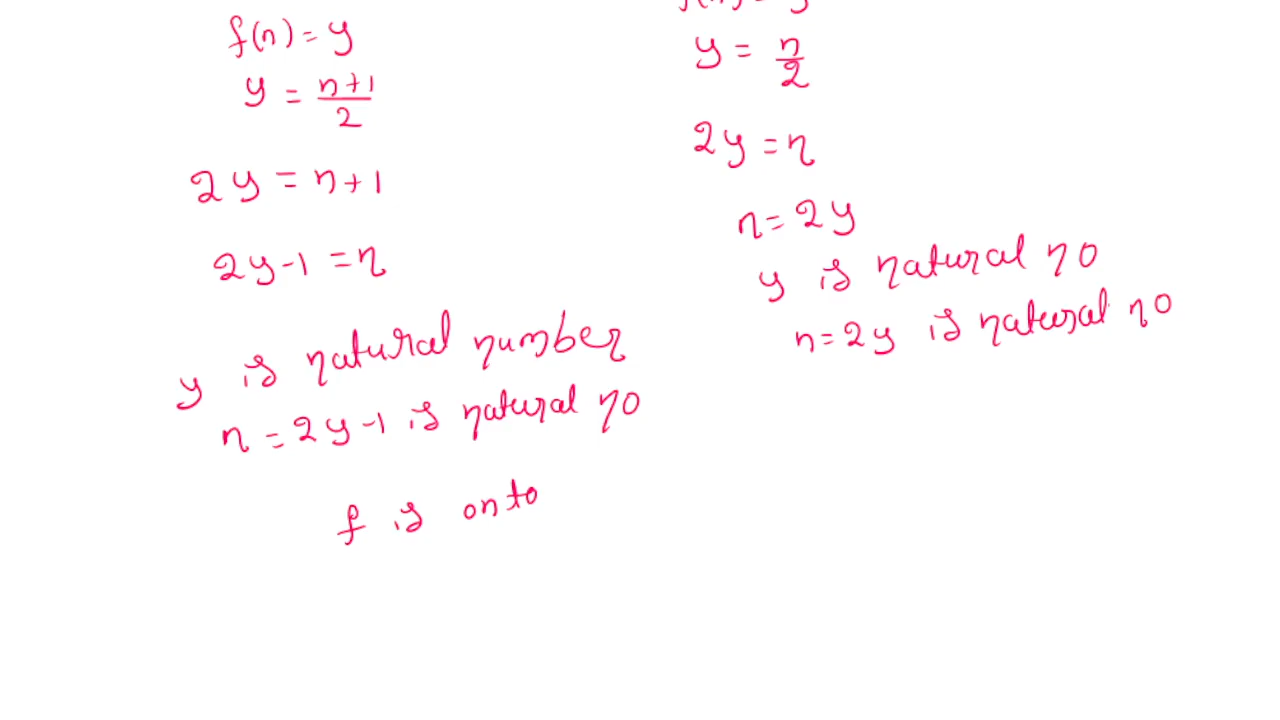 f(n) = y
y = n+1/2
2y = n+1
2y-1 = n
y is natural number
n = 2y-1 is natural no
f is onto
y = n/2
2y = n
n = 2y
y is natural no
n = 2y is natural no